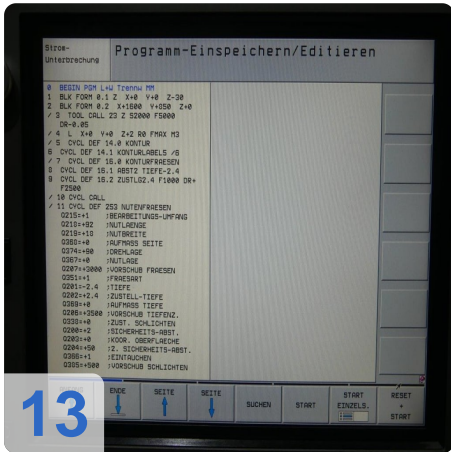 Strom-
Unterbrechung
Programm-Einspeichern/Editieren
0 BEGIN PGM L+W Trennw MM
1 BLK FORM 0.1 Z X+0 Y+0 Z-30
2 BLK FORM 0.2 X+1600 Y+850 Z+0
/ 3 TOOL CALL 23 Z S2000 F5000
DR-0.05
/ 4 L X+0 Y+0 Z+2 R0 FMAX M3
/ 5 CYCL DEF 14.0 KONTUR
6 CYCL DEF 14.1 KONTURLABEL5 /6
/ 7 CYCL DEF 16.0 KONTURFRAESEN
8 CYCL DEF 16.1 ABST2 TIEFE-2.4
9 CYCL DEF 16.2 ZUSTLG2.4 F1000 DR+
F2500
/ 10 CYCL CALL
/ 11 CYCL DEF 253 NUTENFRAESEN
Q215=+1 ;BEARBEITUNGS-UMFANG
Q218=+92 ;NUTLAENGE
Q219=+10 ;NUTBREITE
Q368=+0 ;AUFMASS SEITE
Q374=+90 ;DREHLAGE
Q367=+0 ;NUTLAGE
Q207=+3000 ;VORSCHUB FRAESEN
Q351=+1 ;FRAESART
Q201=-2.4 ;TIEFE
Q202=+2.4 ;ZUSTELL-TIEFE
Q369=+0 ;AUFMASS TIEFE
Q206=+3500 ;VORSCHUB TIEFENZ.
Q338=+0 ;ZUST. SCHLICHTEN
Q200=+2 ;SICHERHEITS-ABST.
Q203=+0 ;KOOR. OBERFLAECHE
Q204=+50 ;2. SICHERHEITS-ABST.
Q366=+1 ;EINTAUCHEN
Q385=+500 ;VORSCHUB SCHLICHTEN
ENDE
SEITE
SEITE
SUCHEN
START
START
EINZELS.
RESET
+
START
13